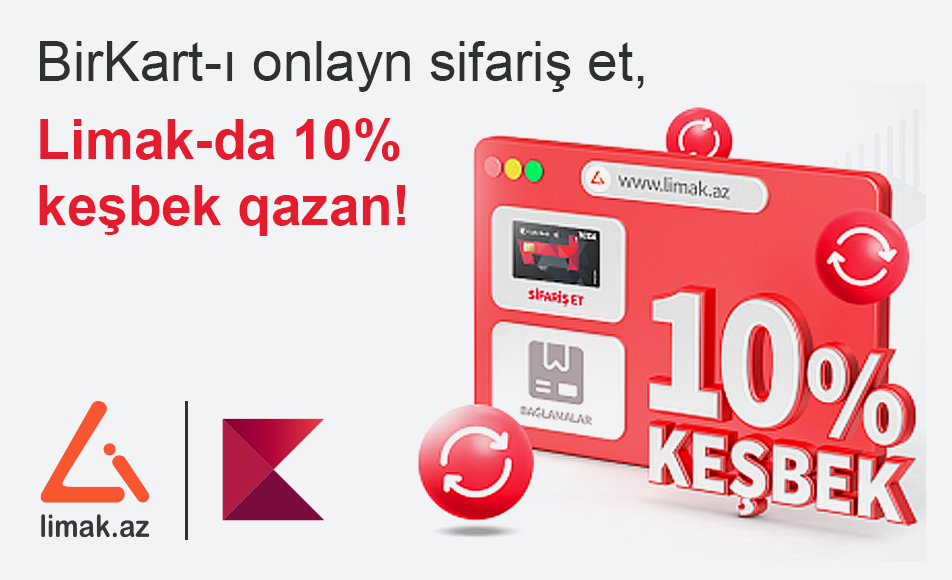 BirKart-ı onlayn sifariş et,
Limak-da 10%
keşbek qazan!
www.limak.az
SİFARİŞ ET
BAĞLAMALAR
10%
KEŞBEK
limak.az